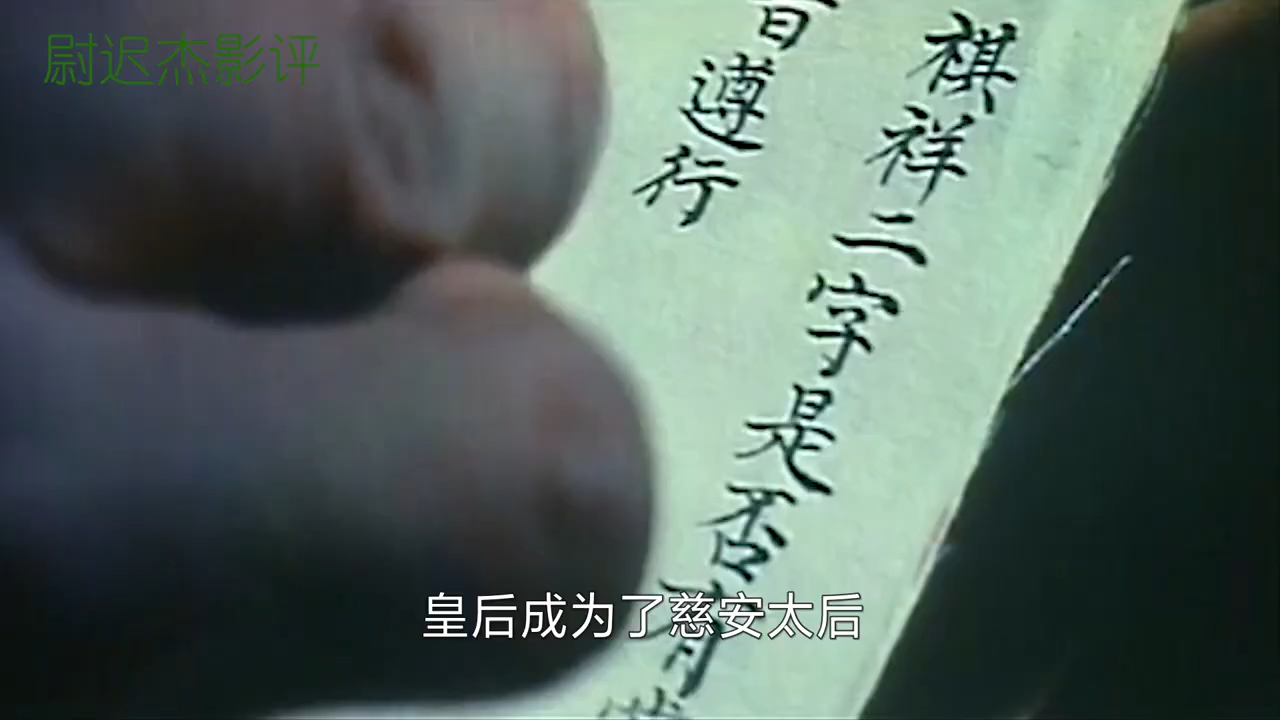 尉迟杰影评
祺祥二字是否有
遵行
皇后成为了慈安太后